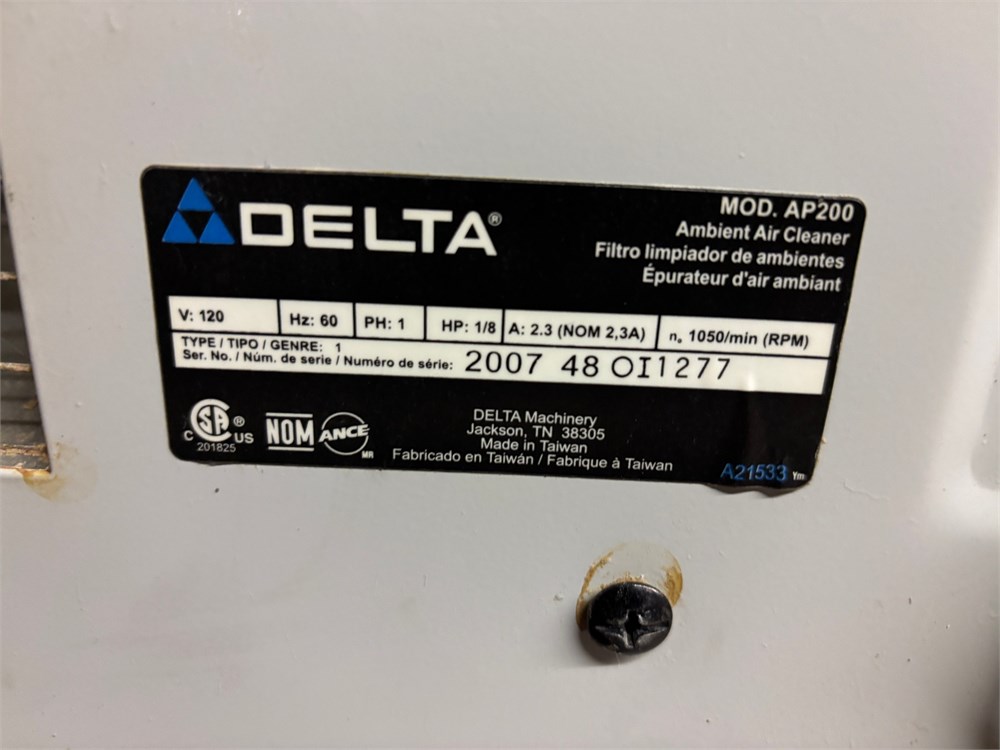 DELTA®
MOD. AP200
Ambient Air Cleaner
Filtro limpiador de ambientes
Épurateur d'air ambiant
V: 120 Hz: 60 PH: 1 HP: 1/8 A: 2.3 (NOM 2,3A) n。 1050/min (RPM)
TYPE / TIPO / GENRE: 1
Ser. No. / Núm. de serie / Numéro de série: 2007 48 OI1277
C SA® US
201825
NOM ANCE
MR
DELTA Machinery
Jackson, TN 38305
Made in Taiwan
Fabricado en Taiwán / Fabrique à Taiwan
A21533 Ym